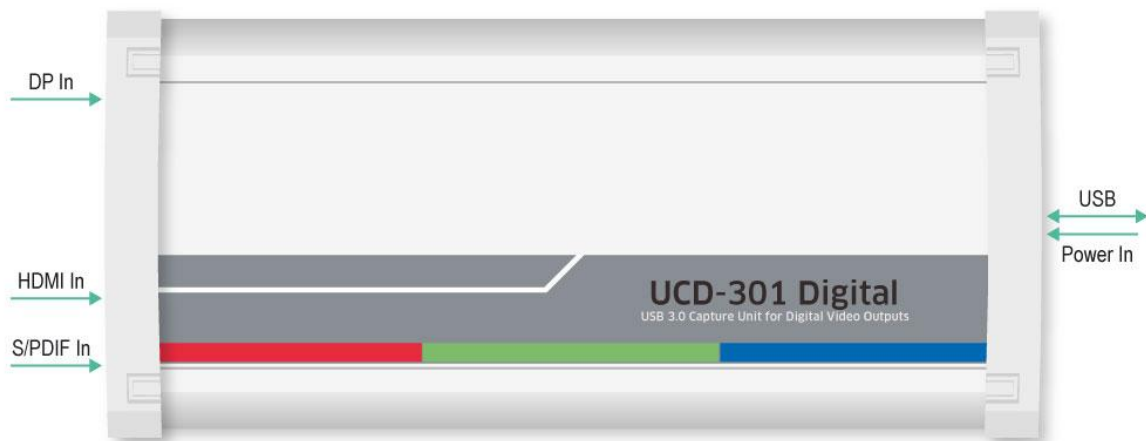 DP In
HDMI In
S/PDIF In
UCD-301 Digital
USB 3.0 Capture Unit for Digital Video Outputs
USB
Power In